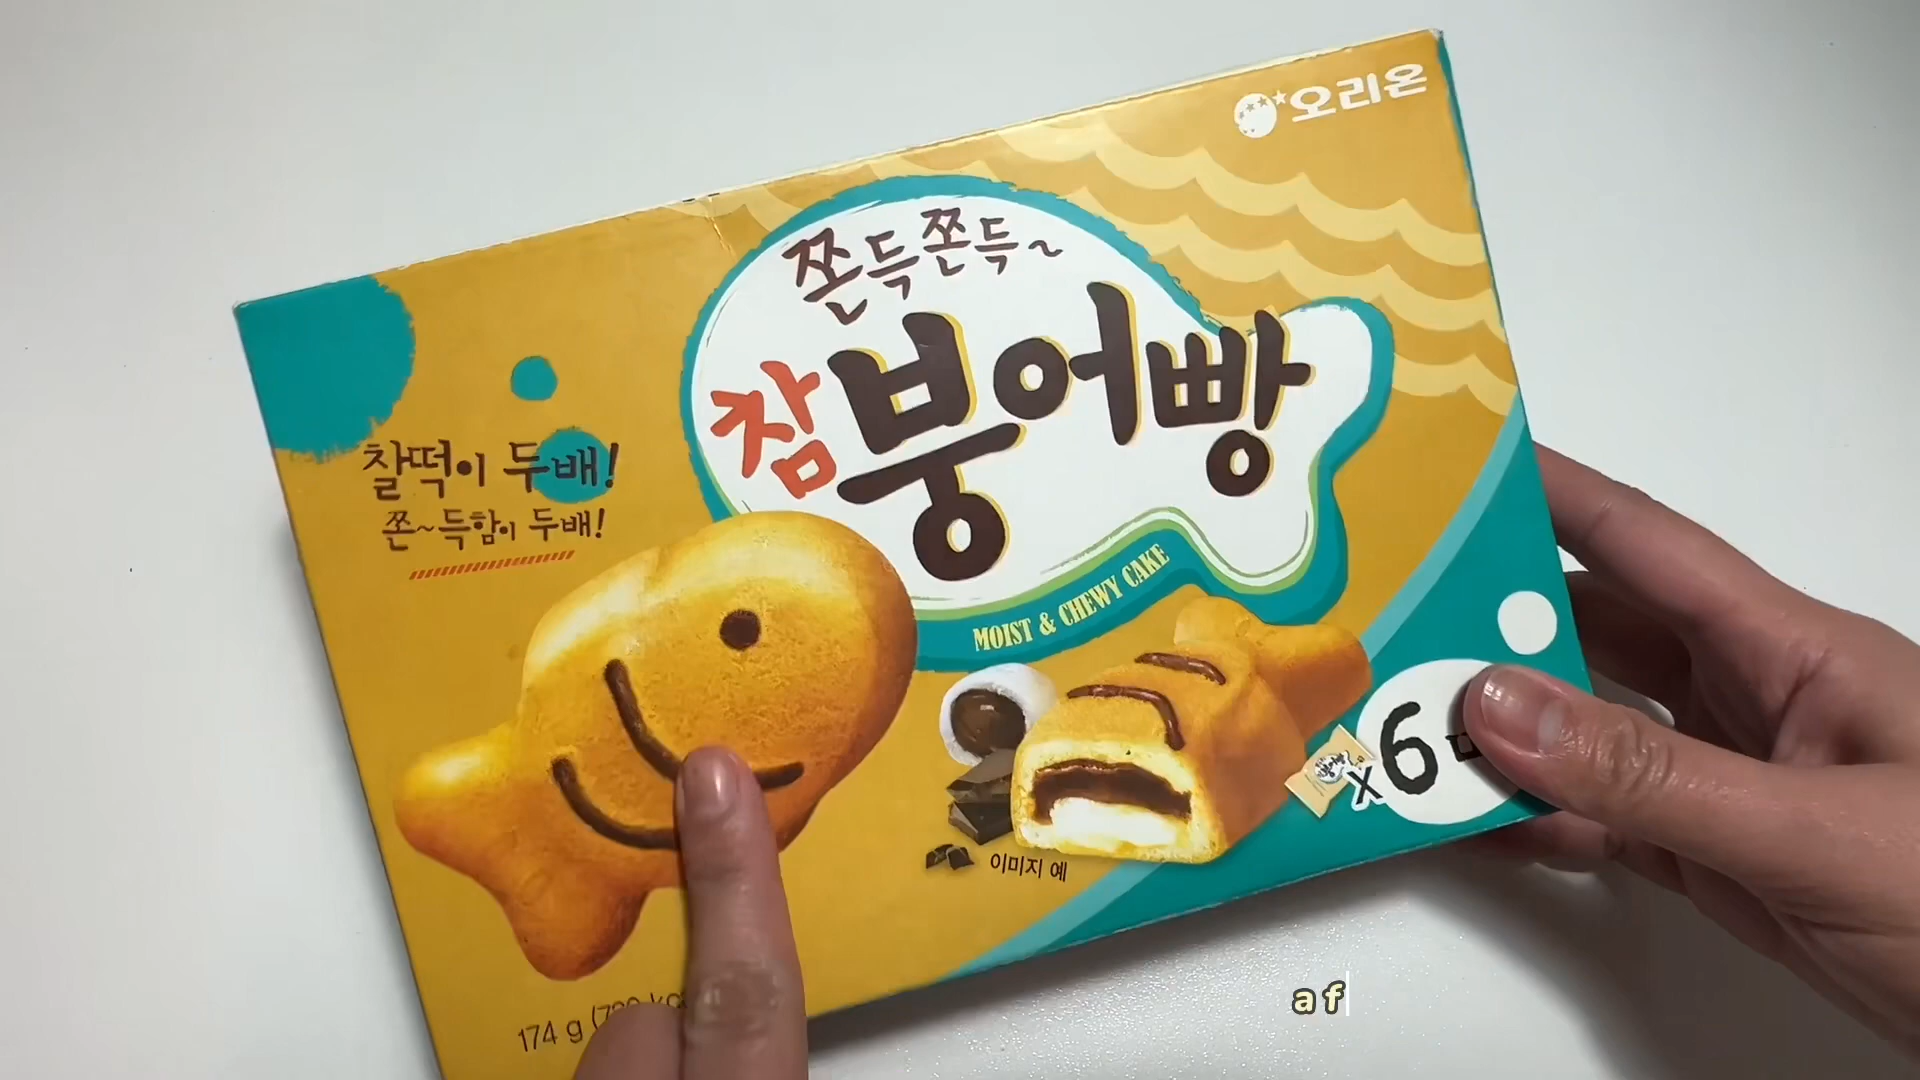 오리온
쫀득쫀득~
참붕어빵
MOIST & CHEWY CAKE
찰떡이 두배!
쫀~득함이 두배!
x6
이미지 예
174 g
af